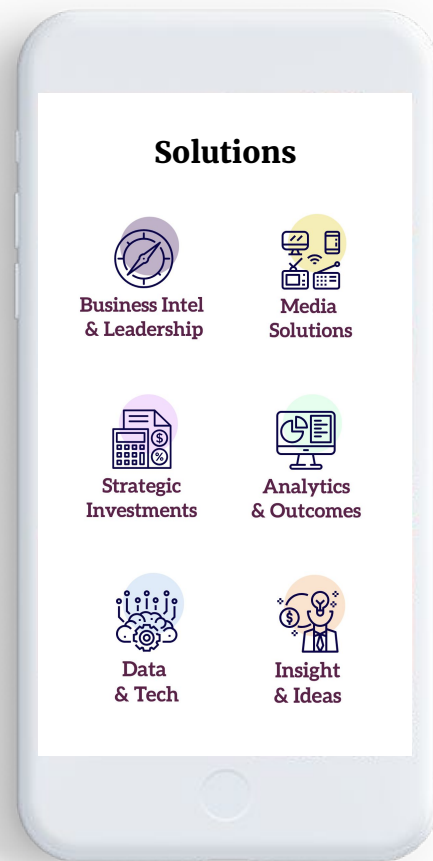 Solutions
Business Intel
& Leadership
Media
Solutions
$
%
Strategic
Investments
Analytics
& Outcomes
$
Data
& Tech
Insight
& Ideas